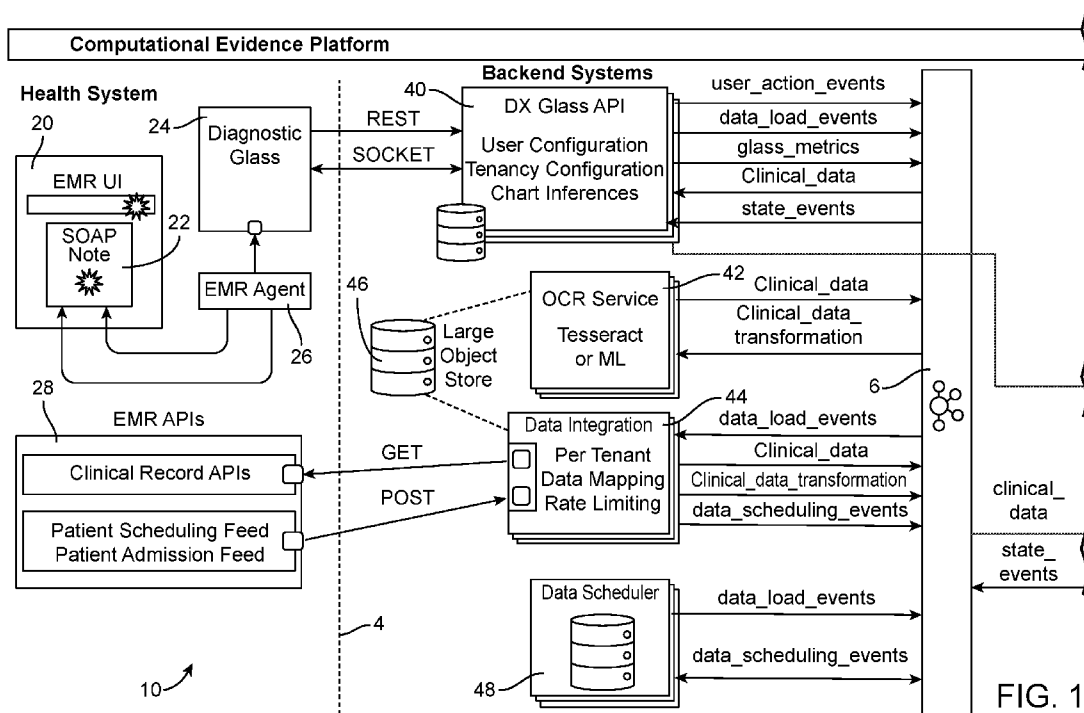 Computational Evidence Platform
Health System
20
EMR UI
SOAP
Note
22
24
Diagnostic
Glass
EMR Agent
26
28
EMR APIs
Clinical Record APIs
Patient Scheduling Feed
Patient Admission Feed
10
4
REST
SOCKET
GET
POST
Backend Systems
40
DX Glass API
User Configuration
Tenancy Configuration
Chart Inferences
46
Large
Object
Store
42
OCR Service
Tesseract
or ML
44
Data Integration
Per Tenant
Data Mapping
Rate Limiting
Data Scheduler
48
user_action_events
data_load_events
glass_metrics
Clinical_data
state_events
Clinical_data
Clinical_data_
transformation
data_load_events
Clinical_data
Clinical_data_transformation
data_scheduling_events
data_load_events
data_scheduling_events
6
clinical_
data
state_
events
FIG. 1